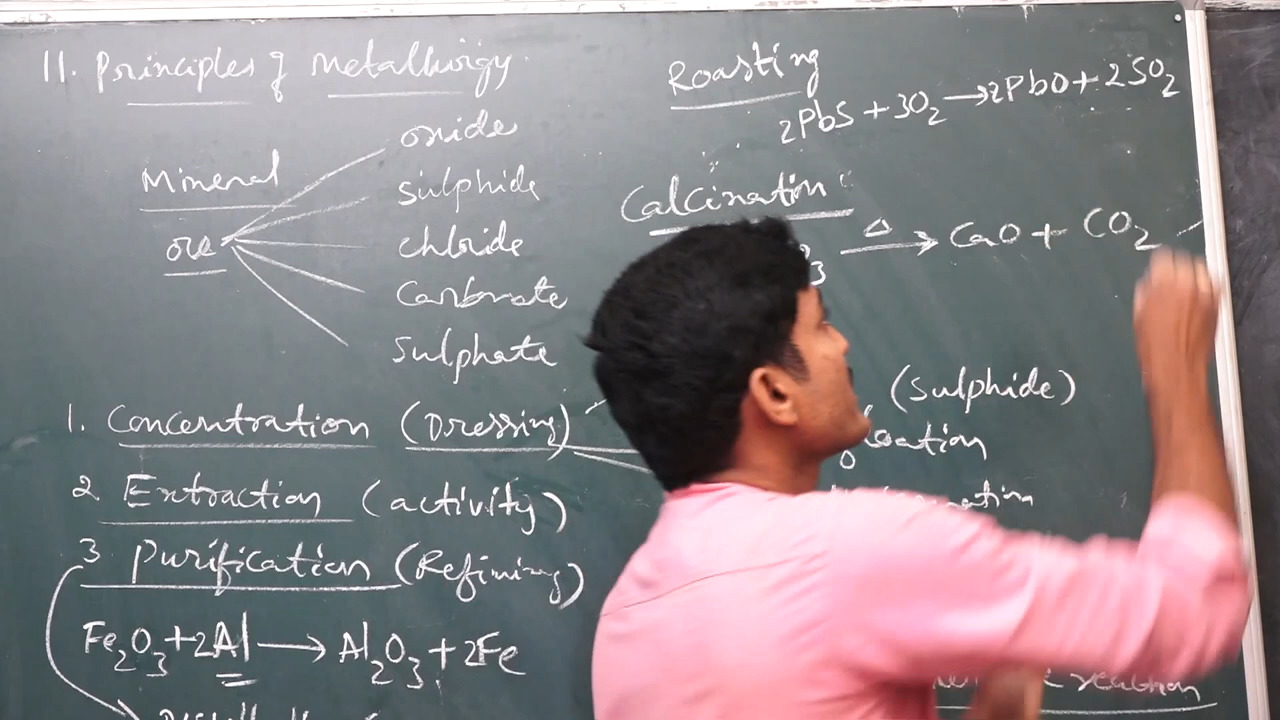 11. Principles of Metallurgy
Mineral
ore
oxide
sulphide
chloride
Carbonate
Sulphate
1. Concentration (Dressing)
2. Extraction (activity)
3 Purification (Refining)
Fe₂O₃+2Al → Al₂O₃+2Fe
Roasting
2PbS + 3O₂ → 2PbO + 2SO₂
Calcination
3 Δ → CaO + CO₂
(Sulphide)